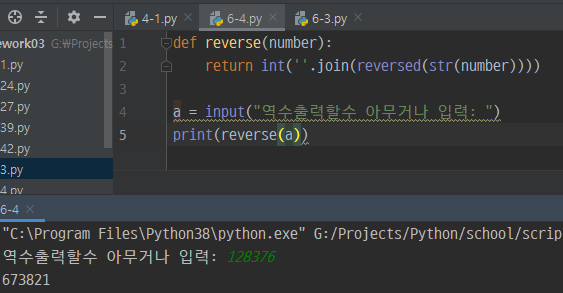 4-1.py 6-4.py 6-3.py
ework03 G:₩Projects
1.py
24.py
27.py
39.py
42.py
3.py
4.py
1 def reverse(number):
2 return int(''.join(reversed(str(number))))
3
4 a = input("역수출력할수 아무거나 입력: ")
5 print(reverse(a))
6-4
"C:\Program Files\Python38\python.exe" G:/Projects/Python/school/scrip
역수출력할수 아무거나 입력: 128376
673821